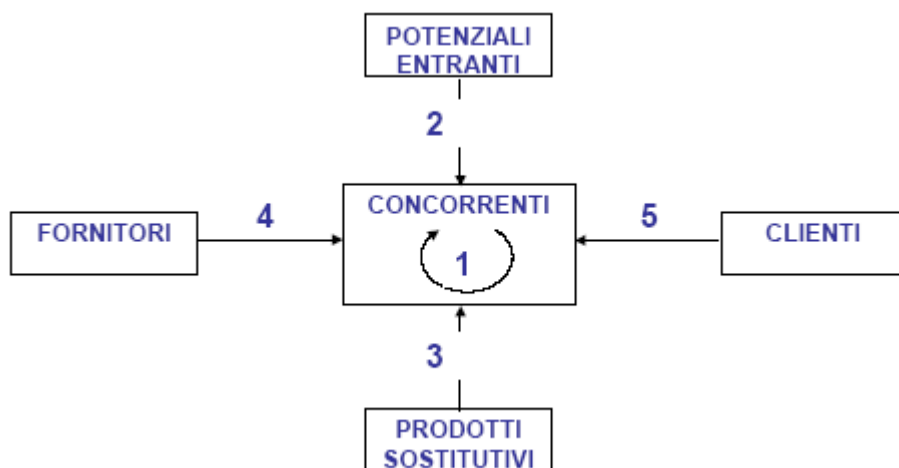 POTENZIALI
ENTRANTI
2
CONCORRENTI
FORNITORI
4
5
CLIENTI
1
3
PRODOTTI
SOSTITUTIVI